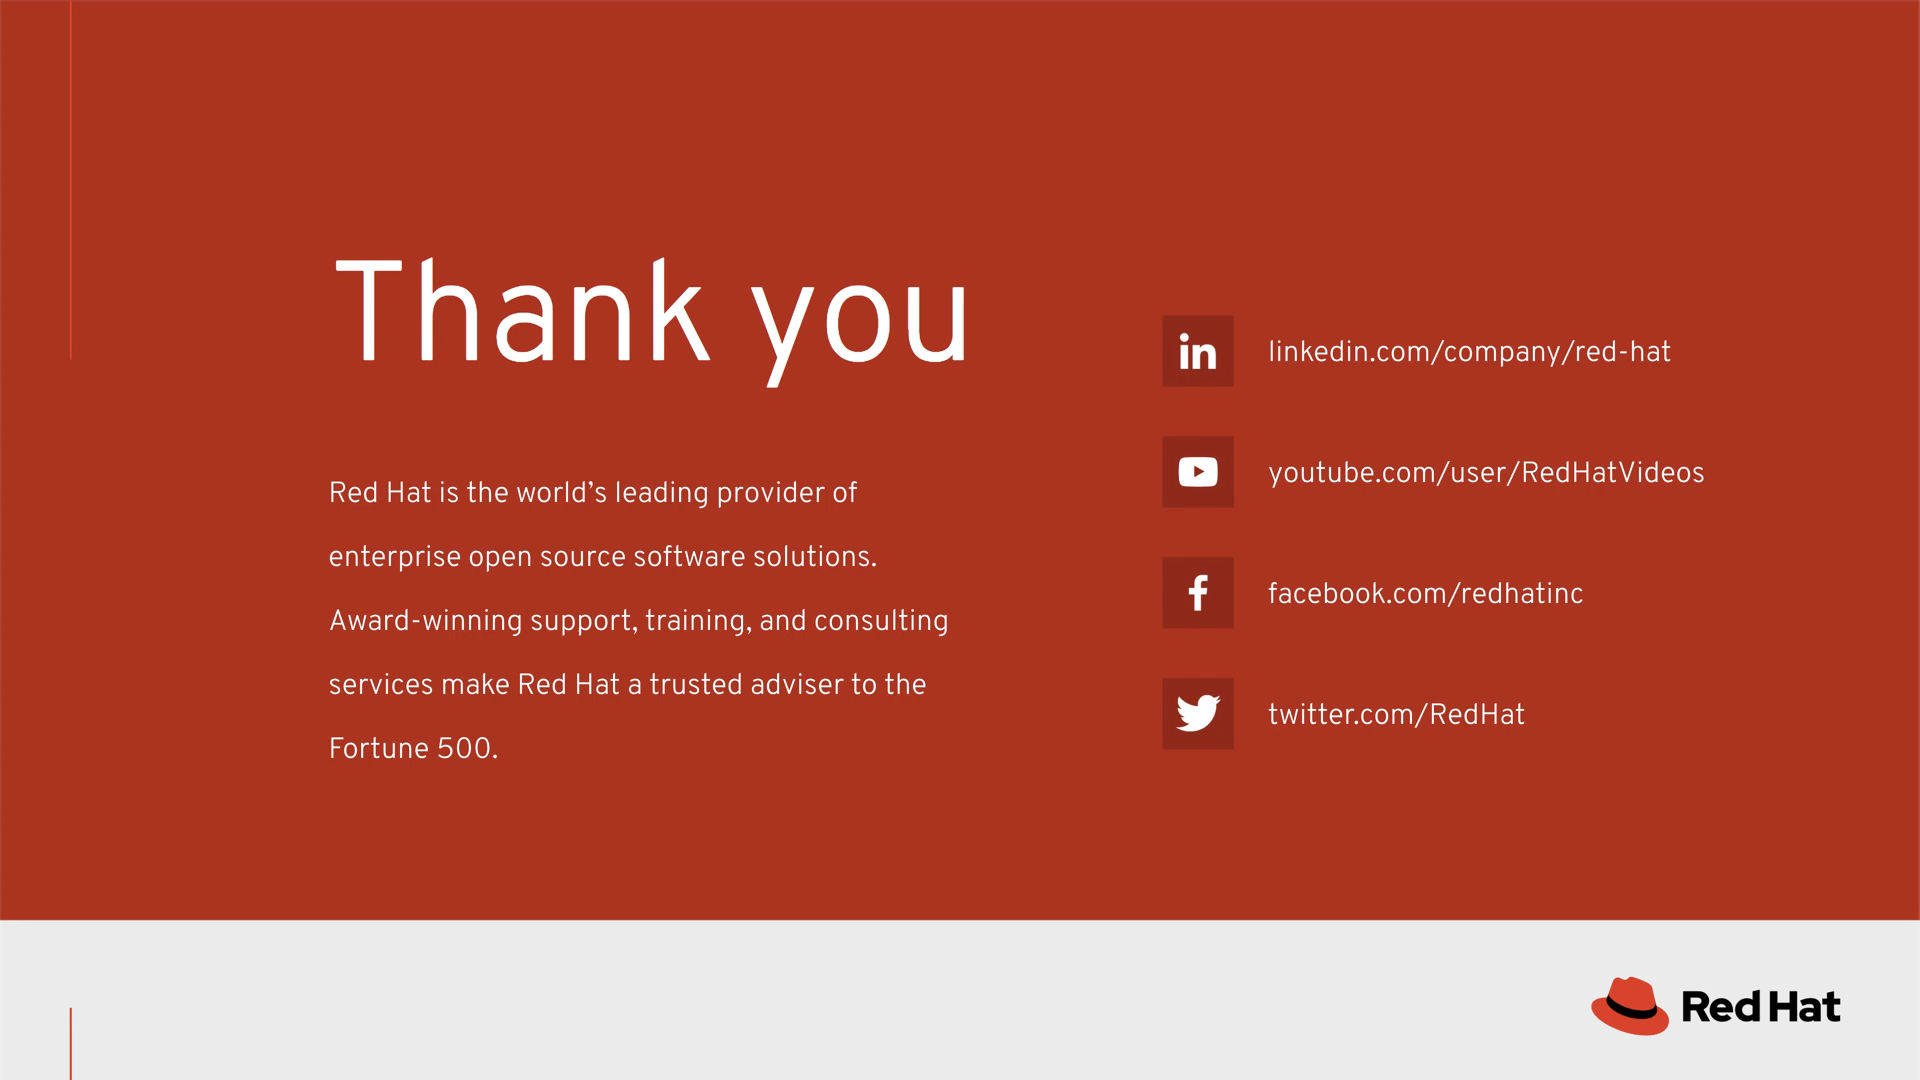 Thank you
Red Hat is the world’s leading provider of
enterprise open source software solutions.
Award-winning support, training, and consulting
services make Red Hat a trusted adviser to the
Fortune 500.
in linkedin.com/company/red-hat
youtube.com/user/RedHatVideos
f facebook.com/redhatinc
twitter.com/RedHat
Red Hat